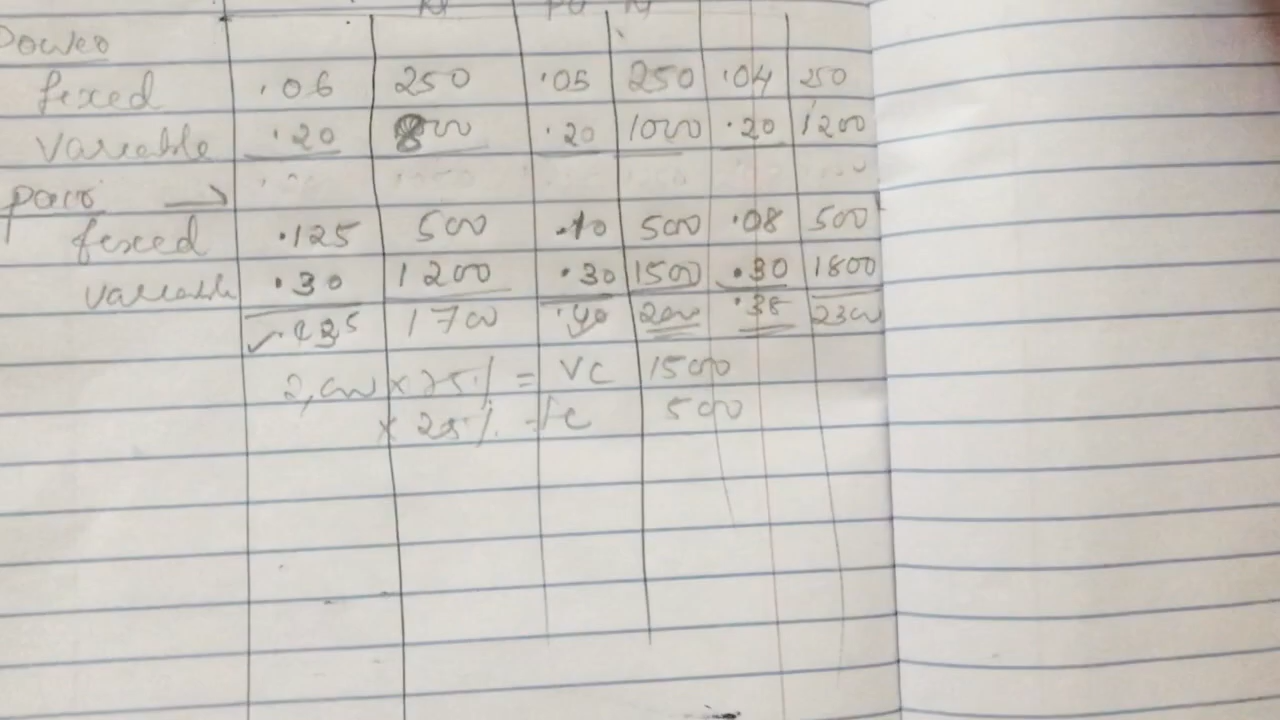 Power
fixed .06 250 .05 250 .04 250
variable .20 800 .20 1000 .20 1200
→
fixed .125 500 .10 500 .08 500
variable .30 1200 .30 1500 .30 1800
✓ .425 1700 .40 2000 .38 2300
× 75% = VC 1500
× 25% = FC 500